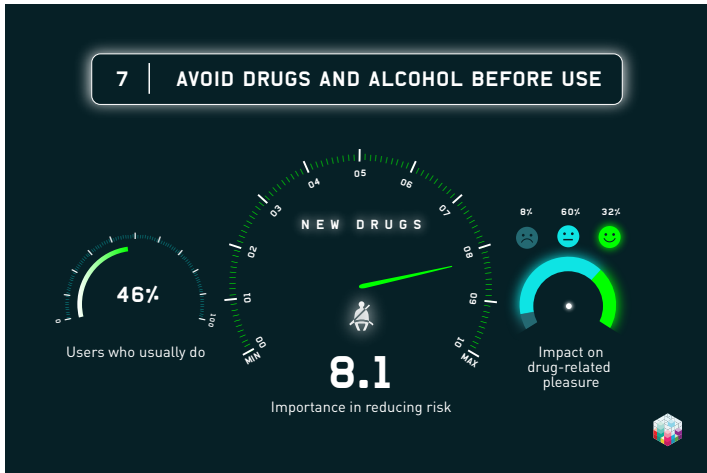 7 | AVOID DRUGS AND ALCOHOL BEFORE USE
NEW DRUGS
MIN
00
01
02
03
04
05
06
07
08
09
10
MAX
8.1
Importance in reducing risk
0
46%
100
Users who usually do
8% 60% 32%
Impact on
drug-related
pleasure